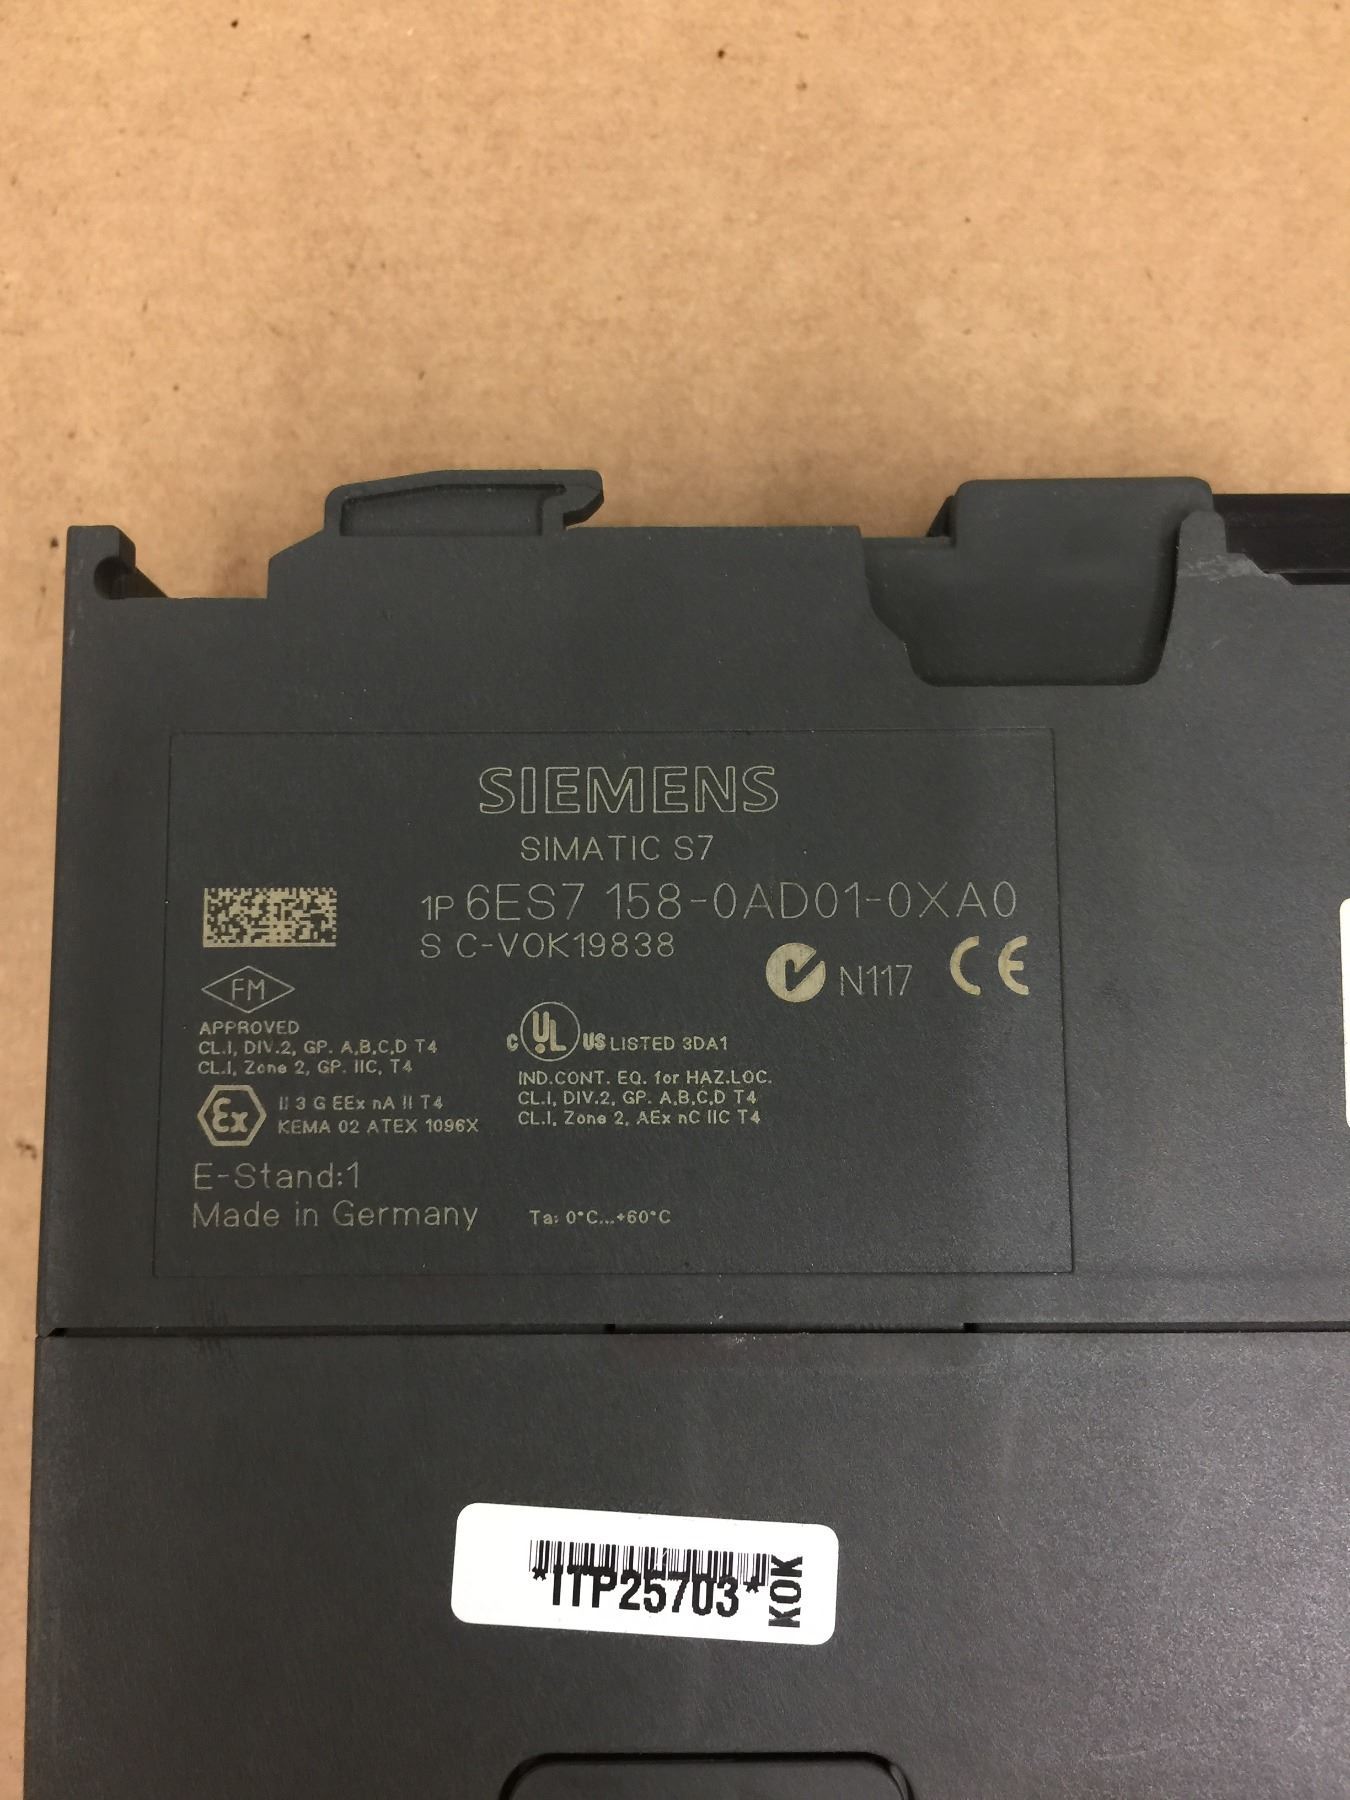 SIEMENS
SIMATIC S7
1P 6ES7 158-0AD01-0XA0
S C-V0K19838
N117 CE
FM
APPROVED
CL.I, DIV.2, GP. A,B,C,D T4
CL.I, Zone 2, GP. IIC, T4
C UL US LISTED 3DA1
IND.CONT. EQ. for HAZ.LOC.
CL.I, DIV.2, GP. A,B,C,D T4
CL.I, Zone 2, AEx nC IIC T4
Ex II 3 G EEx nA II T4
KEMA 02 ATEX 1096X
E-Stand:1
Made in Germany
Ta: 0°C...+60°C
*ITP25703*
KOK